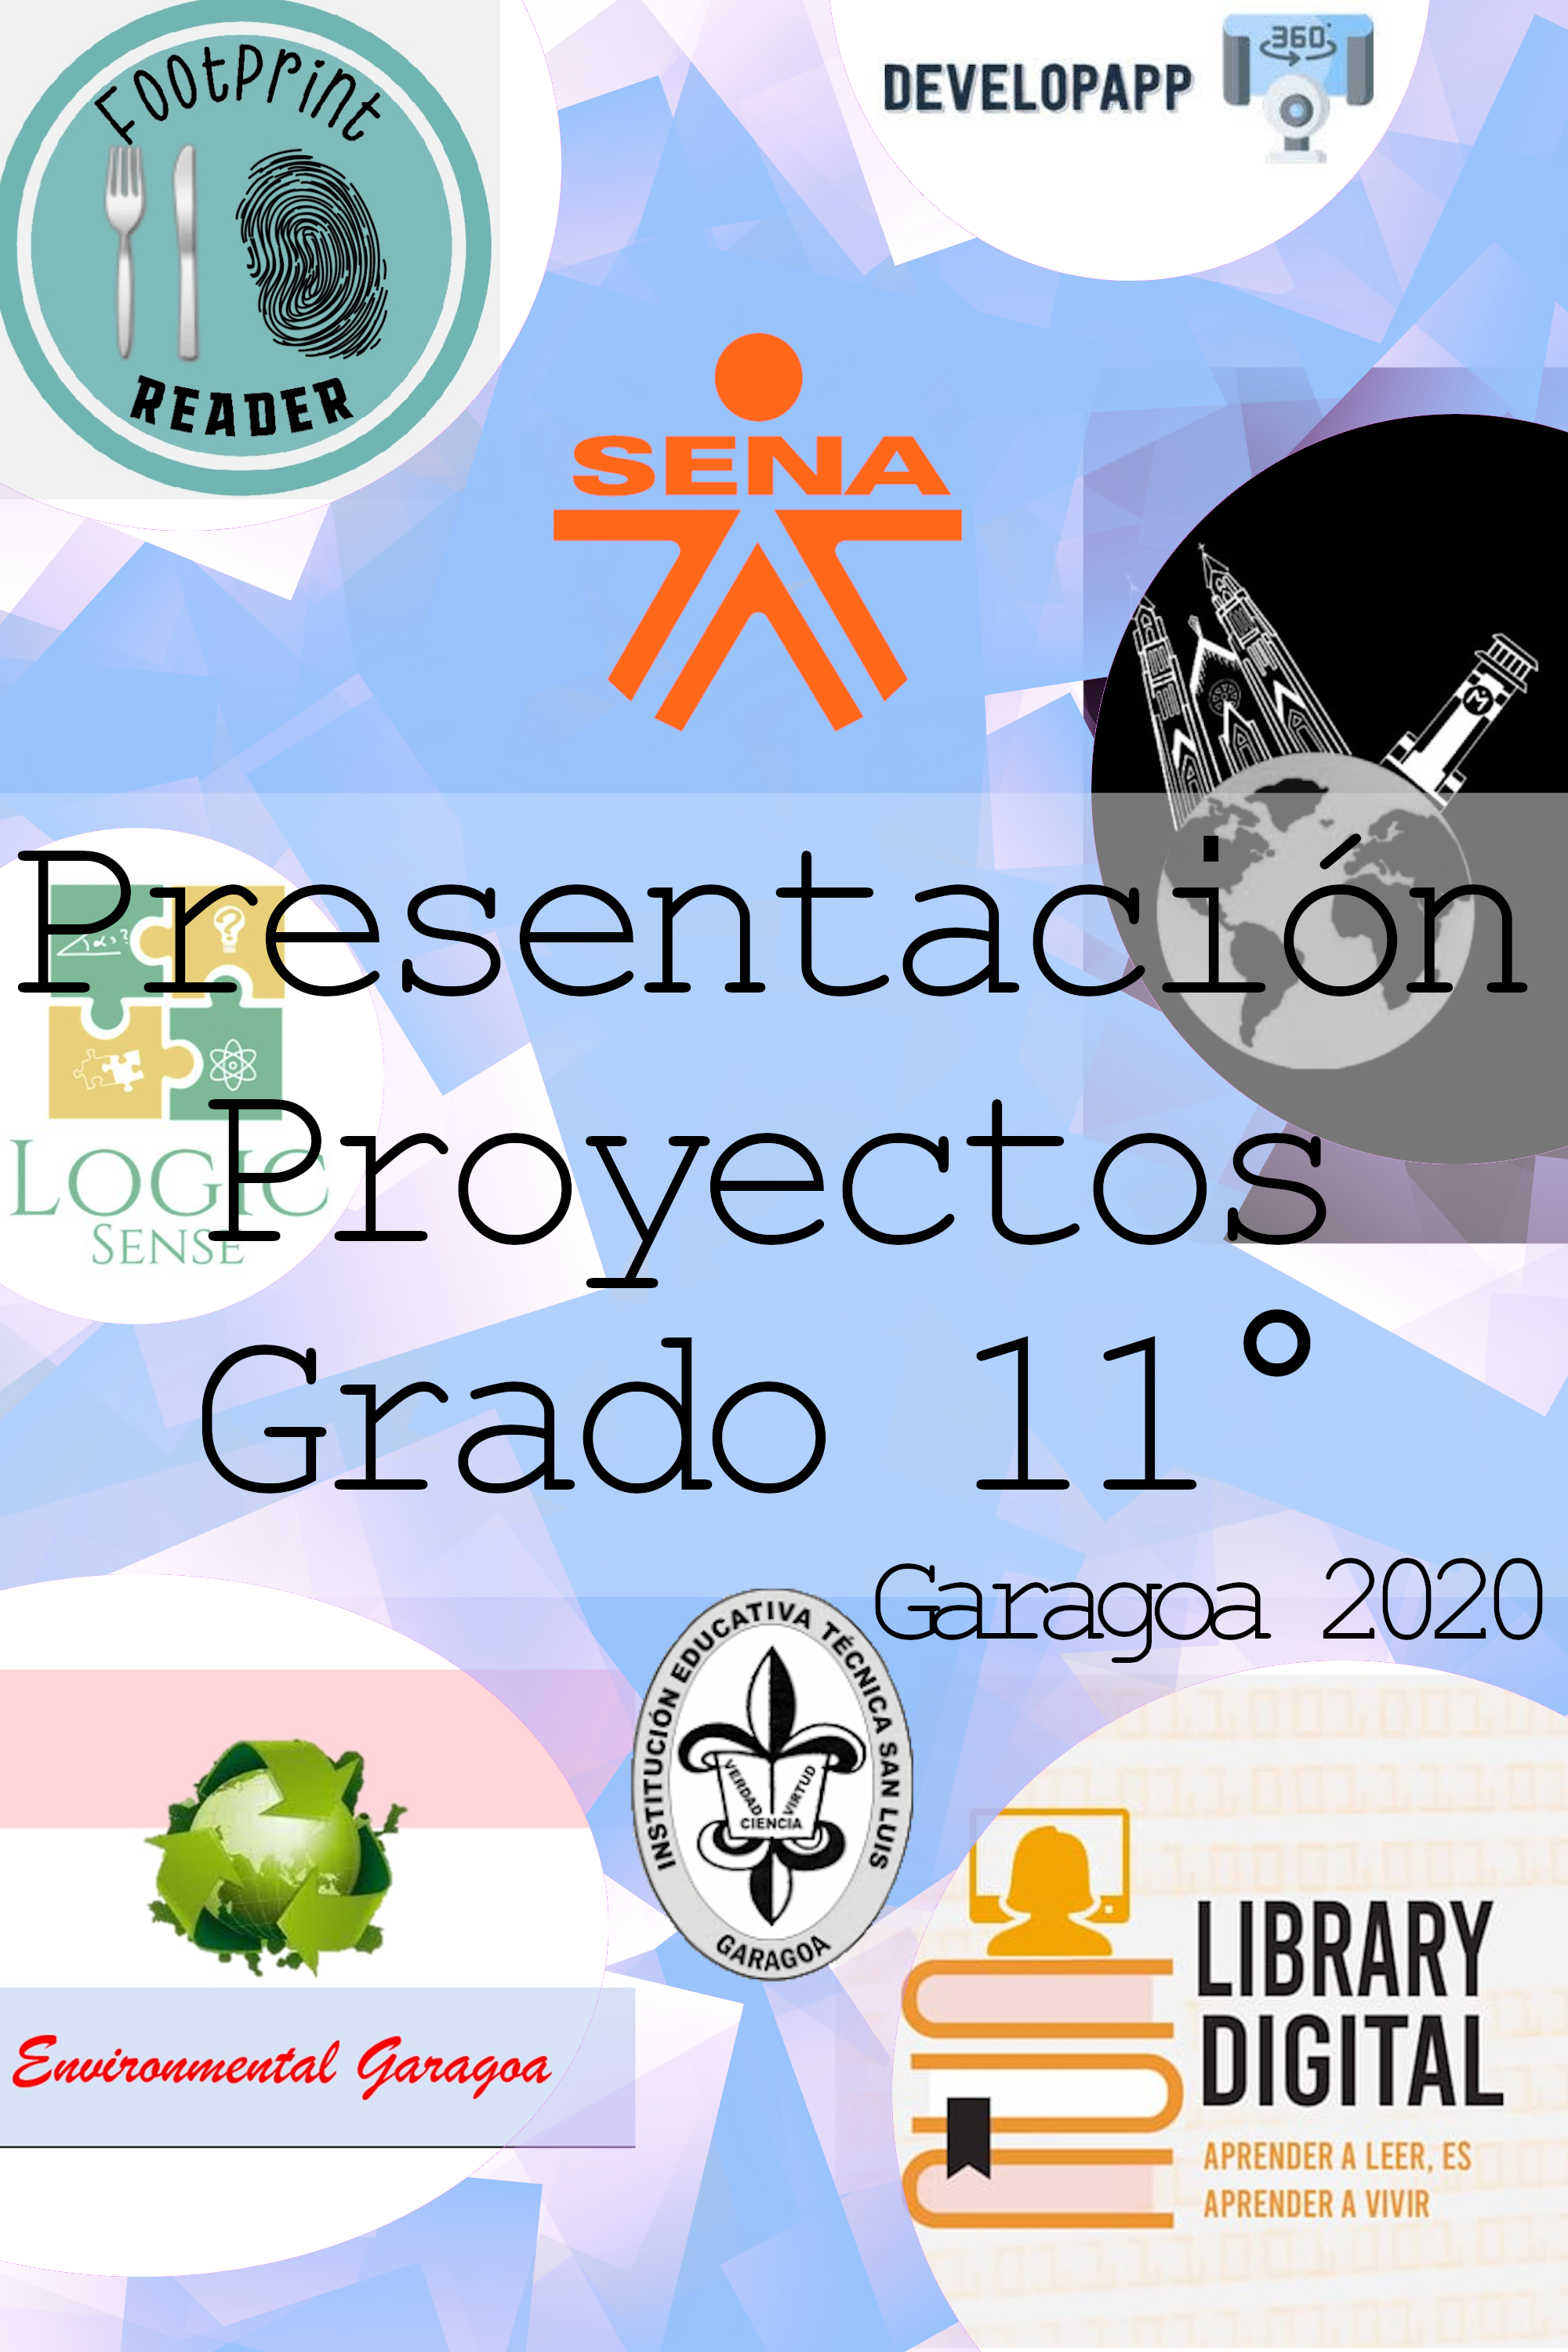 Footprint
READER
DEVELOPAPP
360°
SENA
M
Presentación
Proyectos
Grado 11°
LOGIC
SENSE
Garagoa 2020
INSTITUCIÓN EDUCATIVA TÉCNICA SAN LUIS
VERDAD
VIRTUD
CIENCIA
GARAGOA
Environmental Garagoa
LIBRARY
DIGITAL
APRENDER A LEER, ES
APRENDER A VIVIR